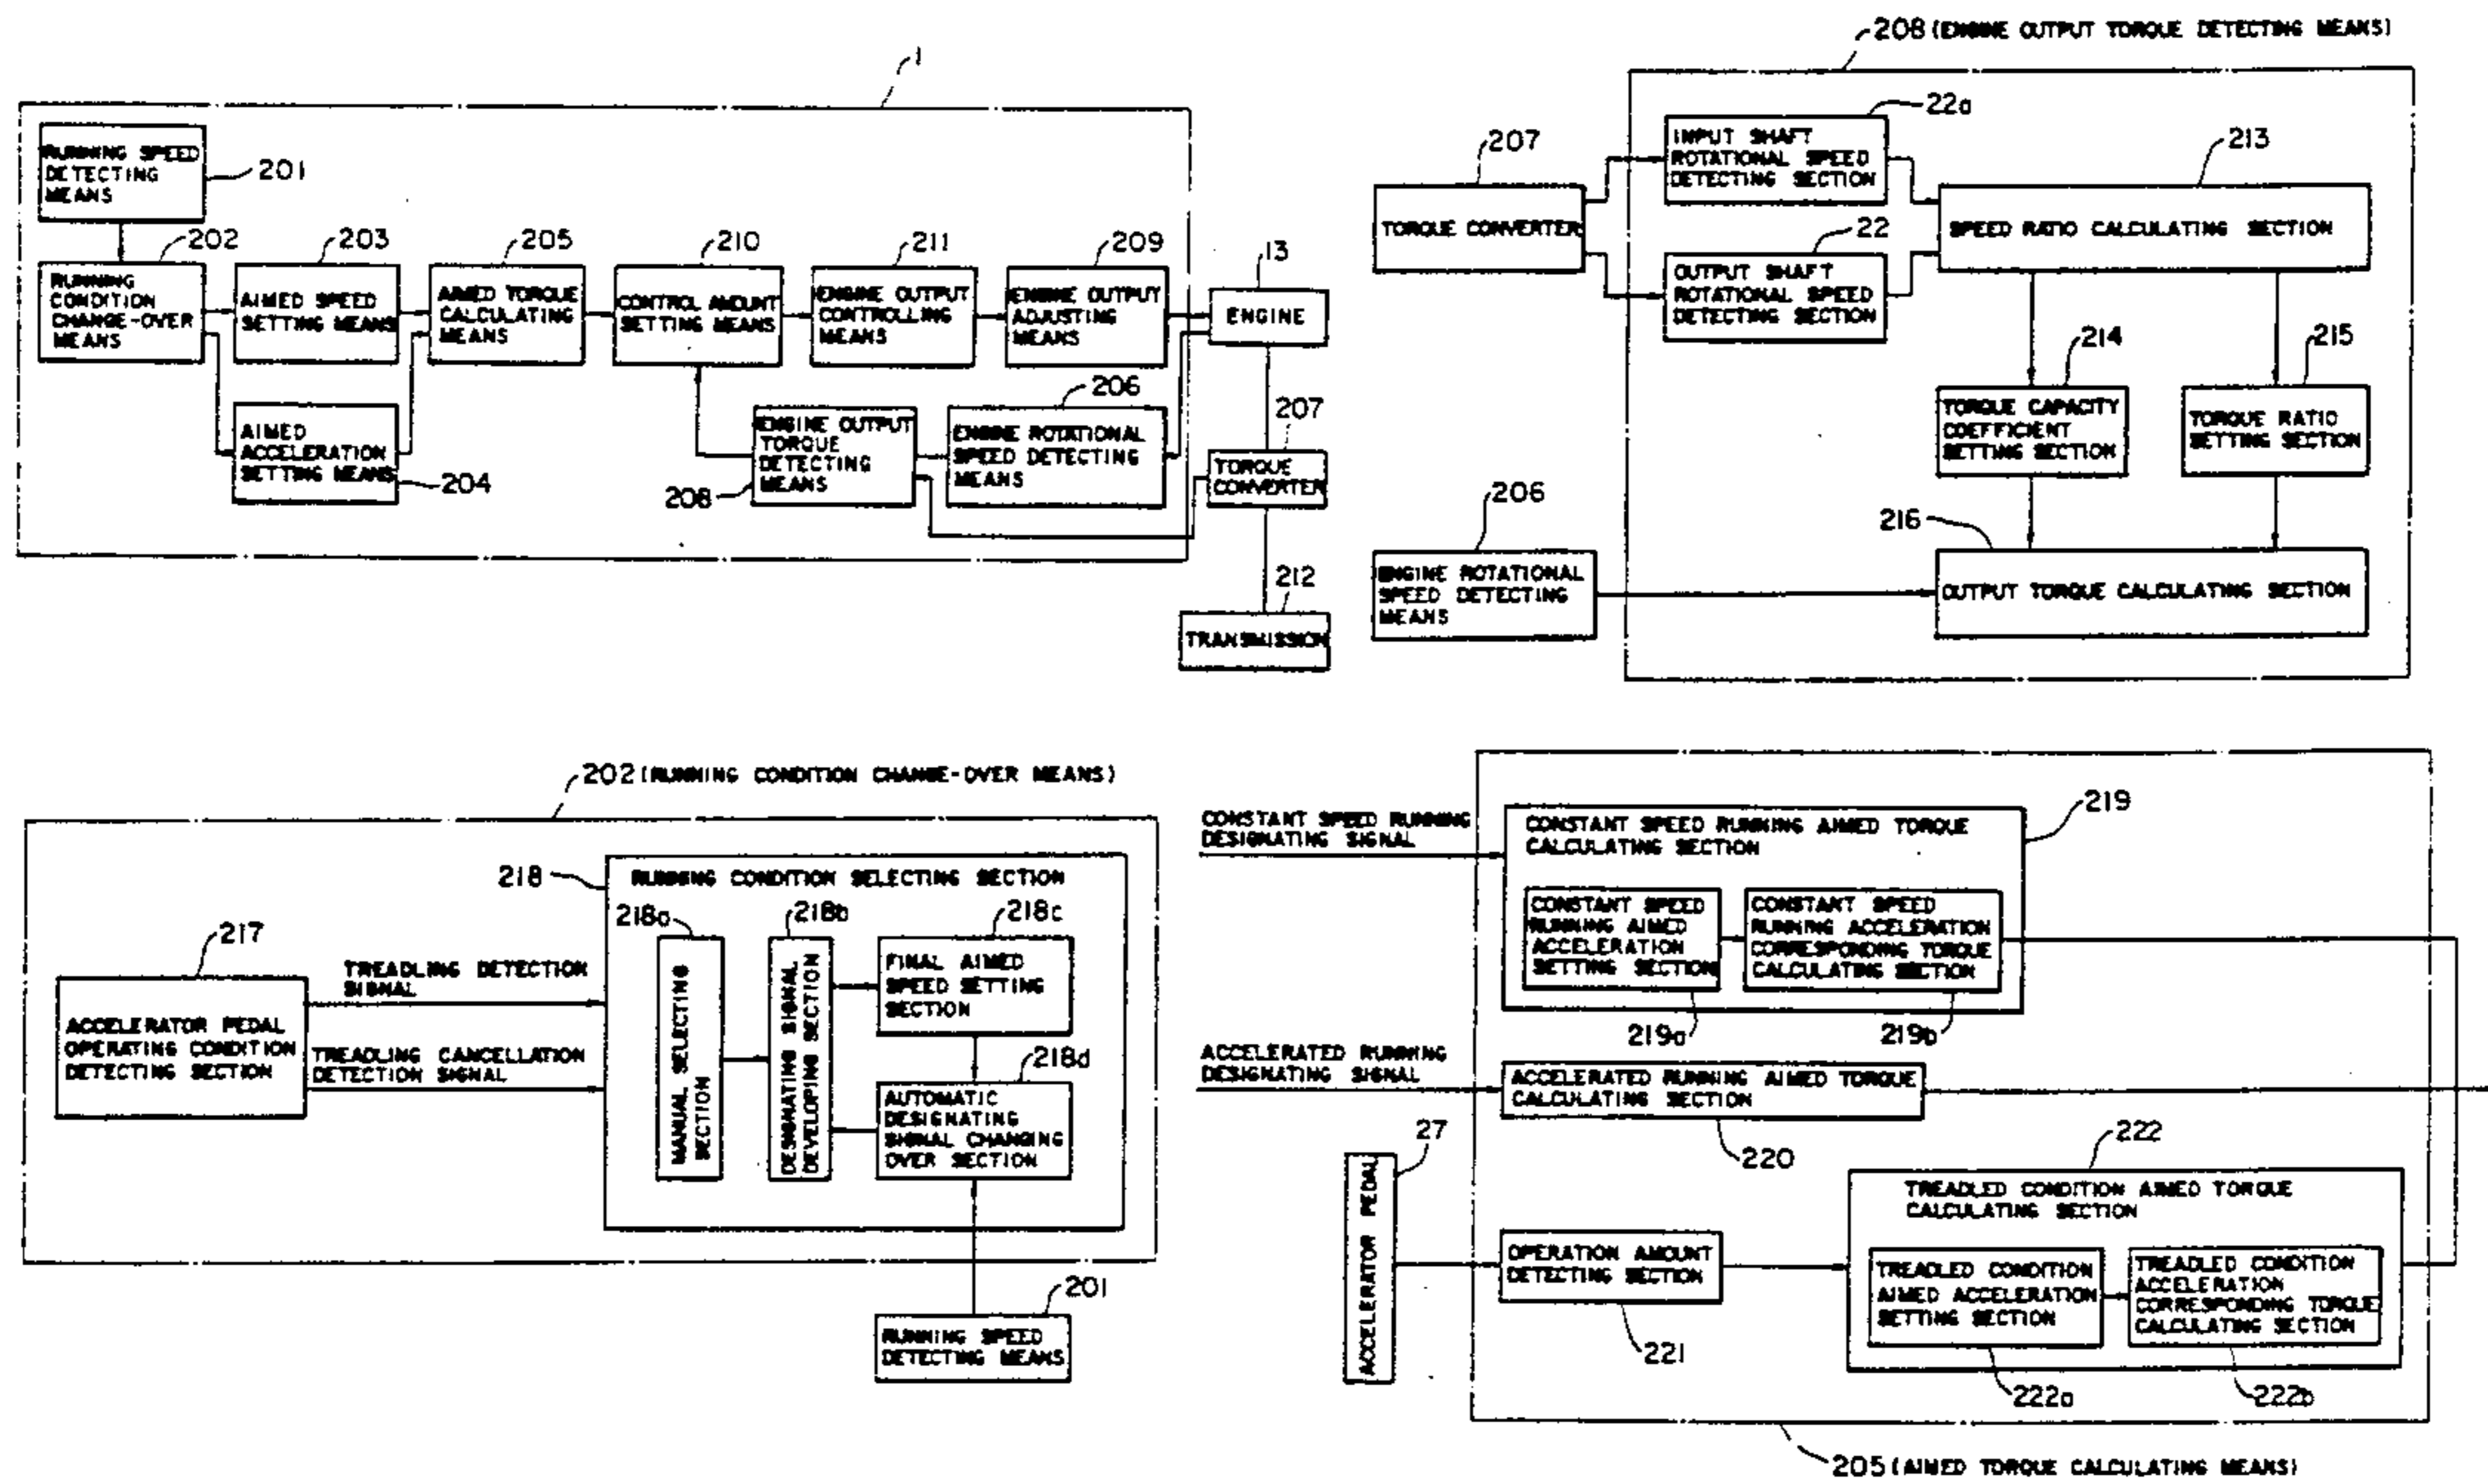 1
RUNNING SPEED
DETECTING
MEANS
201
202
RUNNING
CONDITION
CHANGE-OVER
MEANS
203
AIMED SPEED
SETTING MEANS
AIMED
ACCELERATION
SETTING MEANS
204
205
AIMED TORQUE
CALCULATING
MEANS
210
CONTROL AMOUNT
SETTING MEANS
211
ENGINE OUTPUT
CONTROLLING
MEANS
209
ENGINE OUTPUT
ADJUSTING
MEANS
13
ENGINE
206
ENGINE ROTATIONAL
SPEED DETECTING
MEANS
ENGINE OUTPUT
TORQUE
DETECTING
MEANS
208
207
TORQUE
CONVERTER
212
TRANSMISSION
208 (ENGINE OUTPUT TORQUE DETECTING MEANS)
207
TORQUE CONVERTER
22a
INPUT SHAFT
ROTATIONAL SPEED
DETECTING SECTION
22
OUTPUT SHAFT
ROTATIONAL SPEED
DETECTING SECTION
213
SPEED RATIO CALCULATING SECTION
214
TORQUE CAPACITY
COEFFICIENT
SETTING SECTION
215
TORQUE RATIO
SETTING SECTION
206
ENGINE ROTATIONAL
SPEED DETECTING
MEANS
216
OUTPUT TORQUE CALCULATING SECTION
202 (RUNNING CONDITION CHANGE-OVER MEANS)
217
ACCELERATOR PEDAL
OPERATING CONDITION
DETECTING SECTION
TREADLING DETECTION
SIGNAL
TREADLING CANCELLATION
DETECTION SIGNAL
218
RUNNING CONDITION SELECTING SECTION
218a
MANUAL SELECTING
SECTION
218b
DESIGNATING SIGNAL
DEVELOPING SECTION
218c
FINAL AIMED
SPEED SETTING
SECTION
218d
AUTOMATIC
DESIGNATING
SIGNAL CHANGING
OVER SECTION
201
RUNNING SPEED
DETECTING MEANS
CONSTANT SPEED RUNNING
DESIGNATING SIGNAL
219
CONSTANT SPEED RUNNING AIMED TORQUE
CALCULATING SECTION
CONSTANT SPEED
RUNNING AIMED
ACCELERATION
SETTING SECTION
219a
CONSTANT SPEED
RUNNING ACCELERATION
CORRESPONDING TORQUE
CALCULATING SECTION
219b
ACCELERATED RUNNING
DESIGNATING SIGNAL
ACCELERATED RUNNING AIMED TORQUE
CALCULATING SECTION
220
27
ACCELERATOR PEDAL
OPERATION AMOUNT
DETECTING SECTION
221
222
TREADLED CONDITION AIMED TORQUE
CALCULATING SECTION
TREADLED CONDITION
AIMED ACCELERATION
SETTING SECTION
222a
TREADLED CONDITION
ACCELERATION
CORRESPONDING TORQUE
CALCULATING SECTION
222b
205 (AIMED TORQUE CALCULATING MEANS)